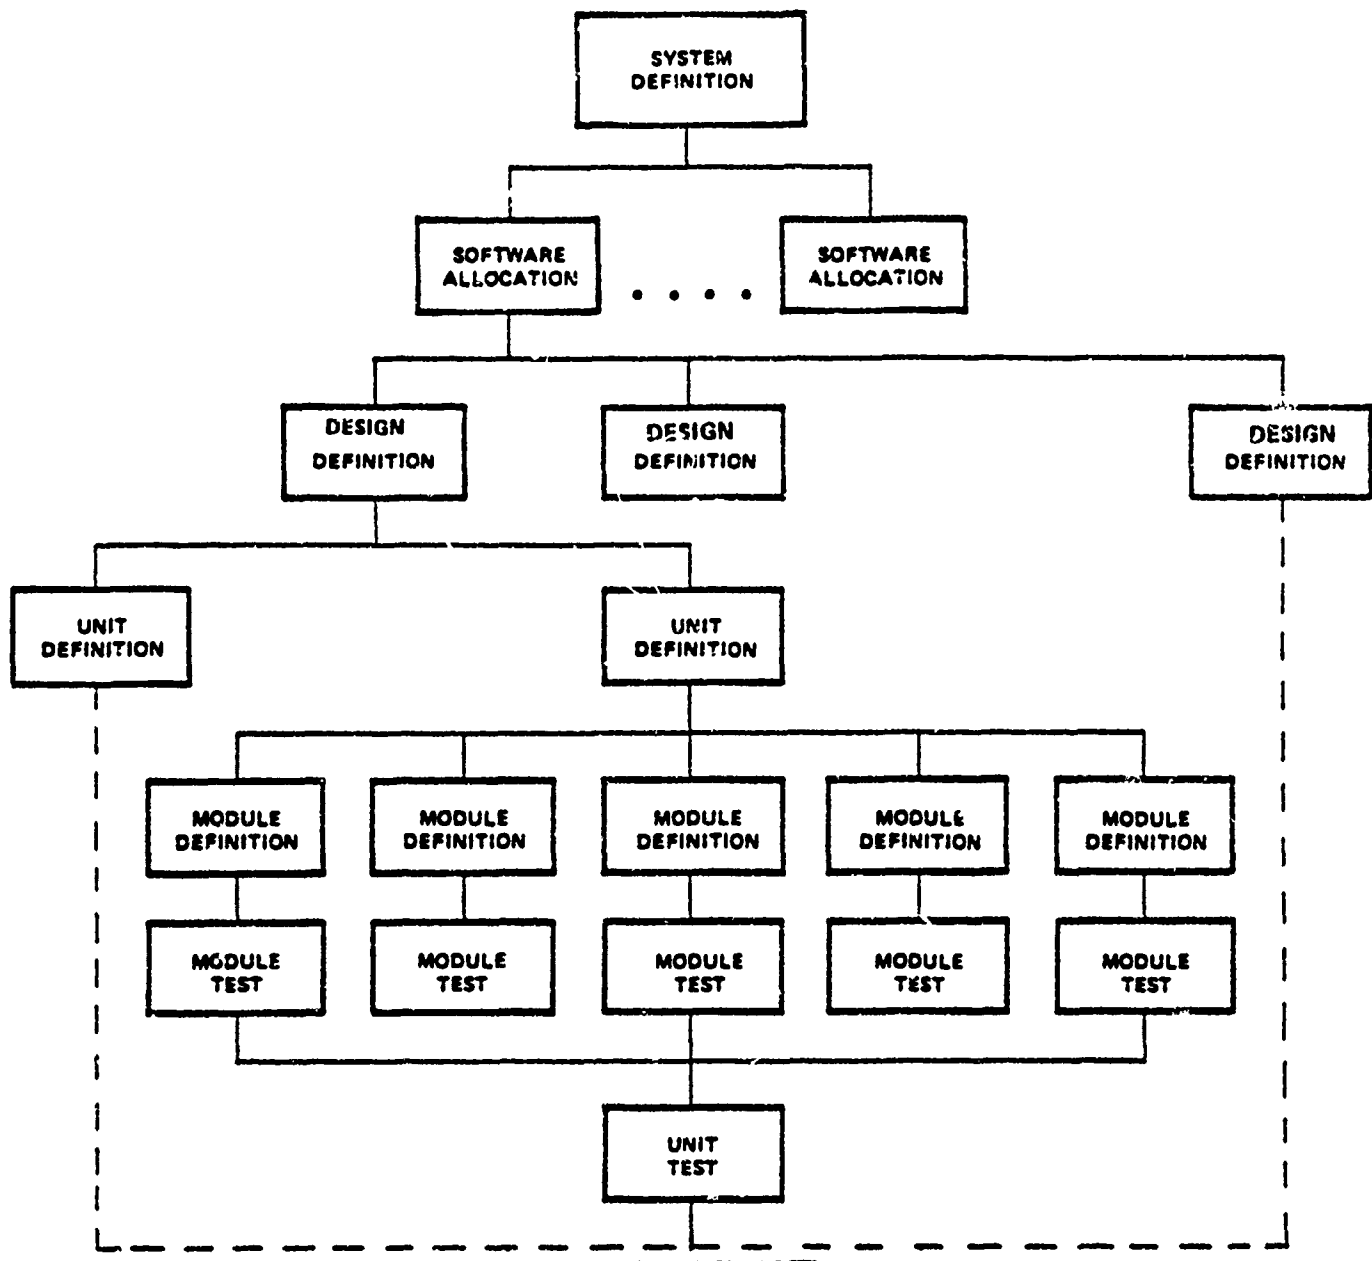 SYSTEM
DEFINITION
SOFTWARE
ALLOCATION
SOFTWARE
ALLOCATION
DESIGN
DEFINITION
DESIGN
DEFINITION
DESIGN
DEFINITION
UNIT
DEFINITION
UNIT
DEFINITION
MODULE
DEFINITION
MODULE
DEFINITION
MODULE
DEFINITION
MODULE
DEFINITION
MODULE
DEFINITION
MODULE
TEST
MODULE
TEST
MODULE
TEST
MODULE
TEST
MODULE
TEST
UNIT
TEST